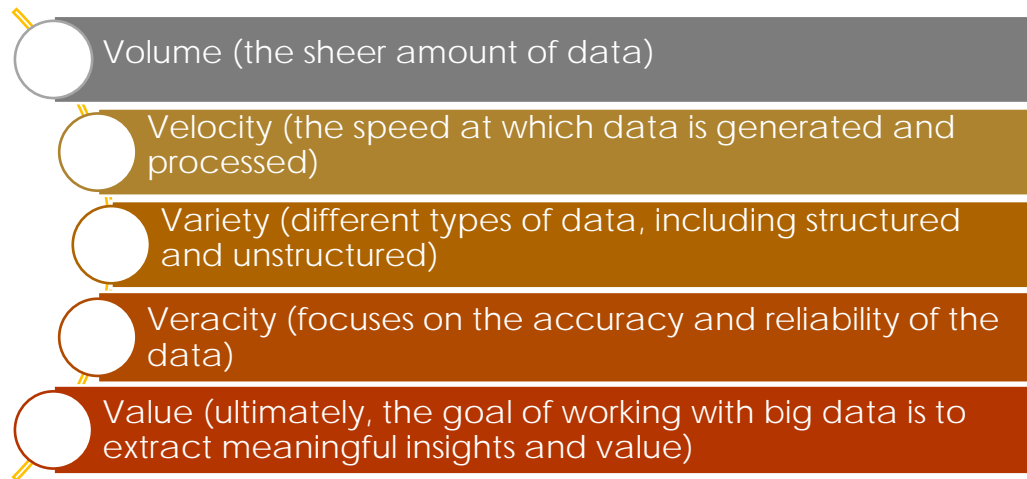 Volume (the sheer amount of data)
Velocity (the speed at which data is generated and
processed)
Variety (different types of data, including structured
and unstructured)
Veracity (focuses on the accuracy and reliability of the
data)
Value (ultimately, the goal of working with big data is to
extract meaningful insights and value)